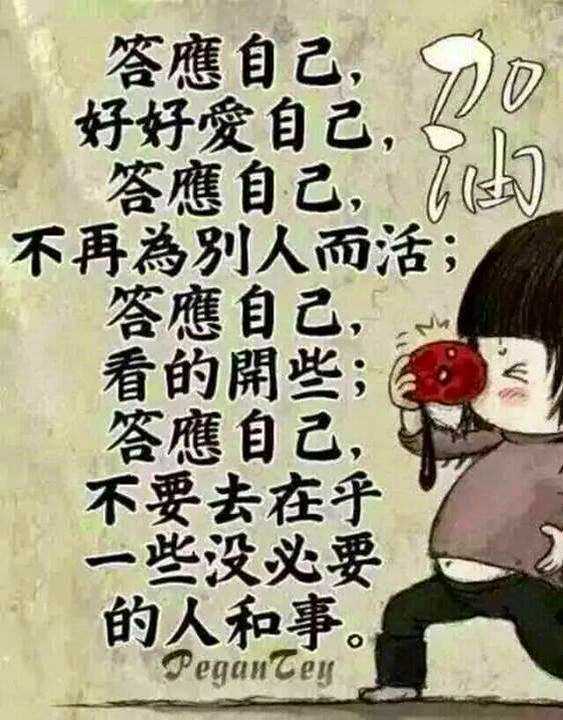 答應自己，
好好愛自己，
答應自己，
不再為別人而活；
答應自己，
看的開些；
答應自己，
不要去在乎
一些没必要
的人和事。
加油
PeganTey